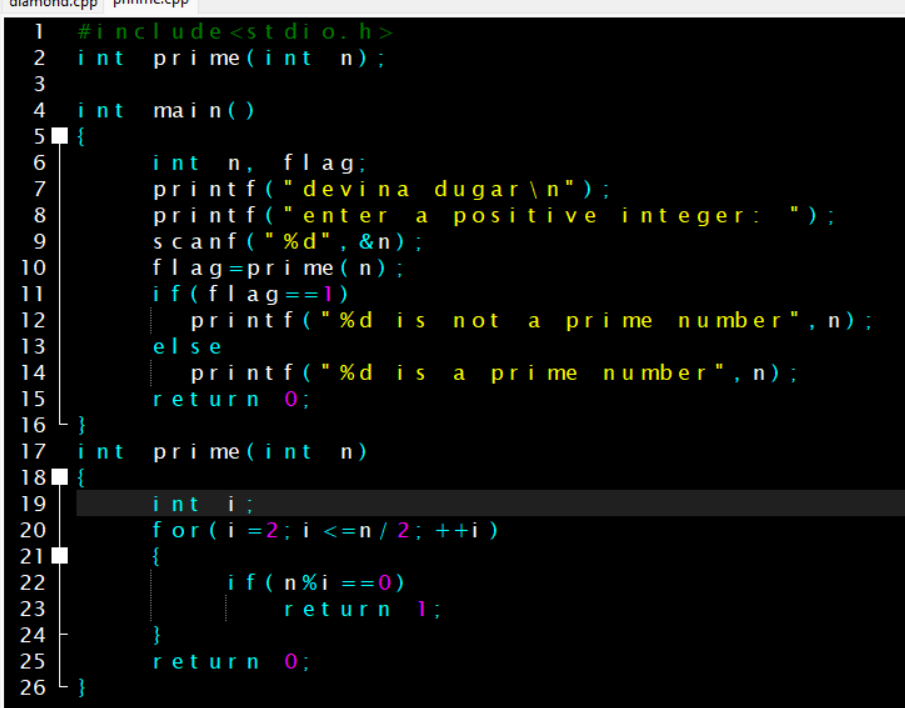 diamond.cpp prinime.cpp
1 #include<stdio.h>
2 int prime(int n);
3
4 int main()
5 {
6 int n, flag;
7 printf("devina dugar\n");
8 printf("enter a positive integer: ");
9 scanf("%d",&n);
10 flag=prime(n);
11 if(flag==1)
12 printf("%d is not a prime number",n);
13 else
14 printf("%d is a prime number",n);
15 return 0;
16 }
17 int prime(int n)
18 {
19 int i;
20 for(i=2;i<=n/2;++i)
21 {
22 if(n%i==0)
23 return 1;
24 }
25 return 0;
26 }